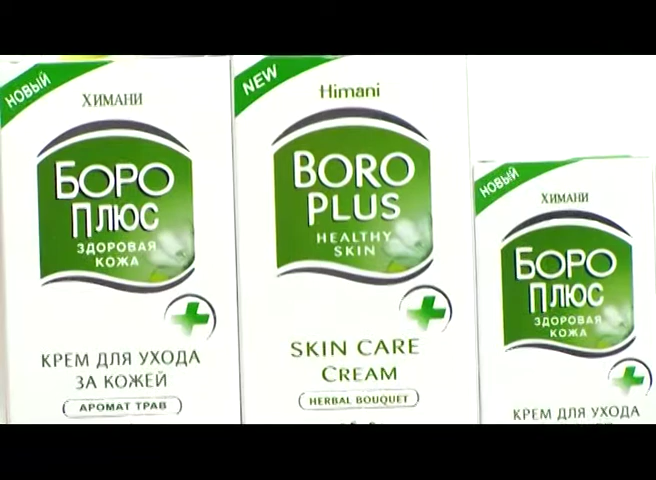 НОВЫЙ
ХИМАНИ
БОРО
ПЛЮС
ЗДОРОВАЯ
КОЖА
КРЕМ ДЛЯ УХОДА
ЗА КОЖЕЙ
АРОМАТ ТРАВ
NEW
Himani
BORO
PLUS
HEALTHY
SKIN
SKIN CARE
CREAM
HERBAL BOUQUET
НОВЫЙ
ХИМАНИ
БОРО
ПЛЮС
ЗДОРОВАЯ
КОЖА
КРЕМ ДЛЯ УХОДА